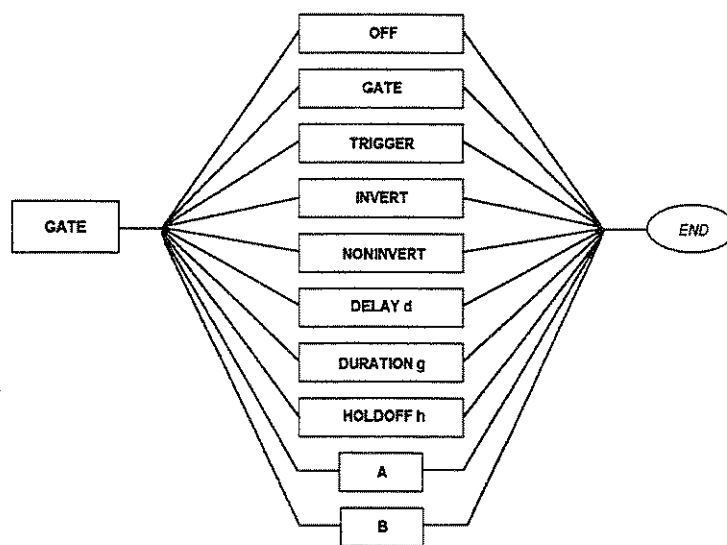 OFF
GATE
TRIGGER
INVERT
GATE
END
NONINVERT
DELAY d
DURATION g
HOLDOFF h
A
B